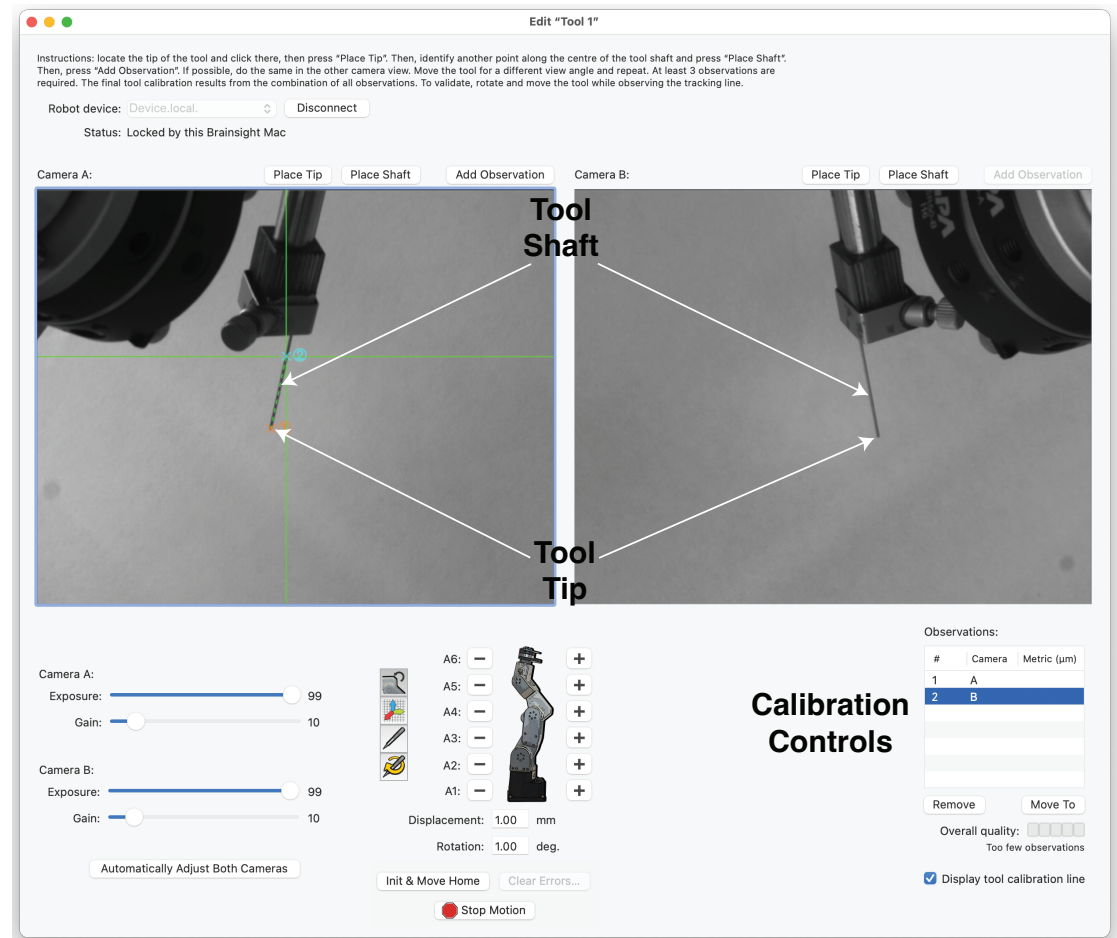 Edit “Tool 1”
Instructions: locate the tip of the tool and click there, then press “Place Tip”. Then, identify another point along the centre of the tool shaft and press “Place Shaft”.
Then, press “Add Observation”. If possible, do the same in the other camera view. Move the tool for a different view angle and repeat. At least 3 observations are
required. The final tool calibration results from the combination of all observations. To validate, rotate and move the tool while observing the tracking line.
Robot device: Device.local. Disconnect
Status: Locked by this Brainsight Mac
Camera A: Place Tip Place Shaft Add Observation
Camera B: Place Tip Place Shaft Add Observation
Tool
Shaft
2
Tool
Tip
Camera A:
Exposure: 99
Gain: 10
Camera B:
Exposure: 99
Gain: 10
Automatically Adjust Both Cameras
A6: − +
A5: − +
A4: − +
A3: − +
A2: − +
A1: − +
Displacement: 1.00 mm
Rotation: 1.00 deg.
Init & Move Home Clear Errors...
Stop Motion
Calibration
Controls
Observations:
# Camera Metric (µm)
1 A
2 B
Remove Move To
Overall quality:
Too few observations
Display tool calibration line